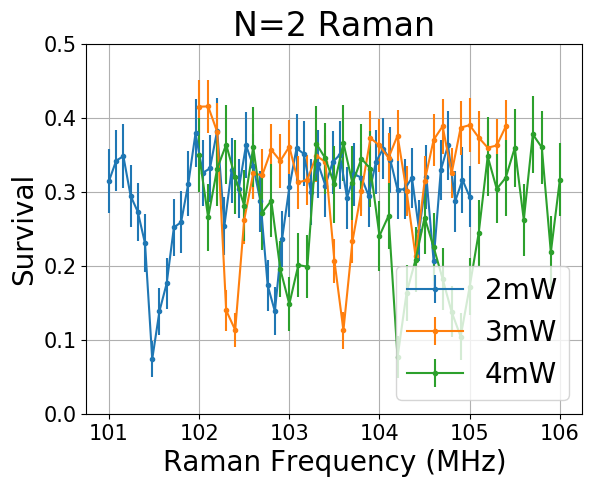 N=2 Raman
Survival
0.5
0.4
0.3
0.2
0.1
0.0
101 102 103 104 105 106
Raman Frequency (MHz)
2mW
3mW
4mW